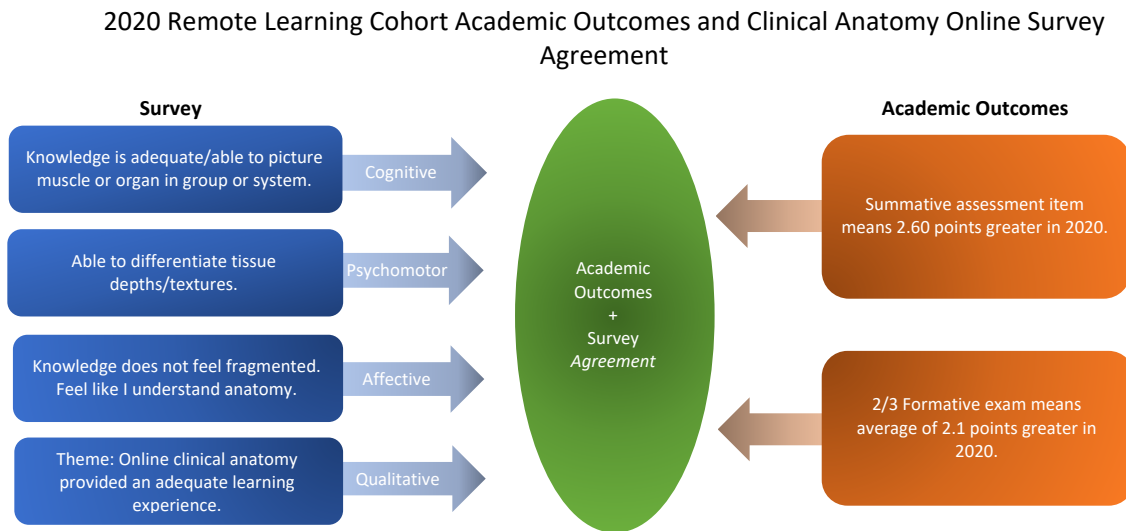 2020 Remote Learning Cohort Academic Outcomes and Clinical Anatomy Online Survey
Agreement
Survey
Knowledge is adequate/able to picture
muscle or organ in group or system.
Cognitive
Able to differentiate tissue
depths/textures.
Psychomotor
Knowledge does not feel fragmented.
Feel like I understand anatomy.
Affective
Theme: Online clinical anatomy
provided an adequate learning
experience.
Qualitative
Academic
Outcomes
+
Survey
Agreement
Academic Outcomes
Summative assessment item
means 2.60 points greater in 2020.
2/3 Formative exam means
average of 2.1 points greater in
2020.